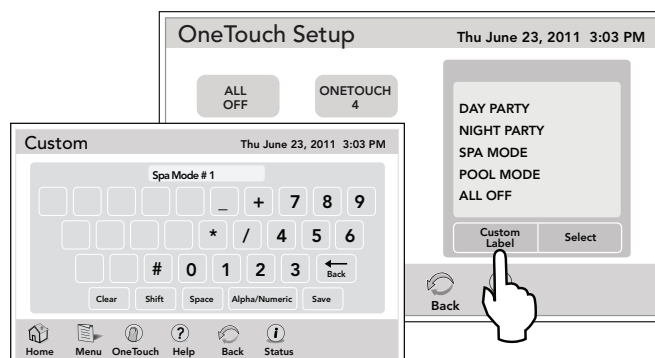 OneTouch Setup Thu June 23, 2011 3:03 PM
ALL
OFF
ONETOUCH
4
DAY PARTY
NIGHT PARTY
SPA MODE
POOL MODE
ALL OFF
Custom
Label
Select
Back
Custom Thu June 23, 2011 3:03 PM
Spa Mode # 1
_ + 7 8 9
* / 4 5 6
# 0 1 2 3 Back
Clear Shift Space Alpha/Numeric Save
Home Menu OneTouch Help Back Status